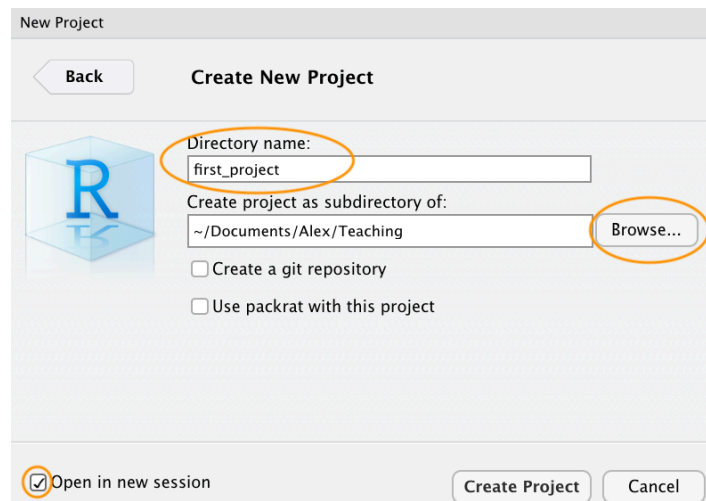 New Project
Back
Create New Project
R
Directory name:
first_project
Create project as subdirectory of:
~/Documents/Alex/Teaching
Browse...
Create a git repository
Use packrat with this project
Open in new session
Create Project
Cancel